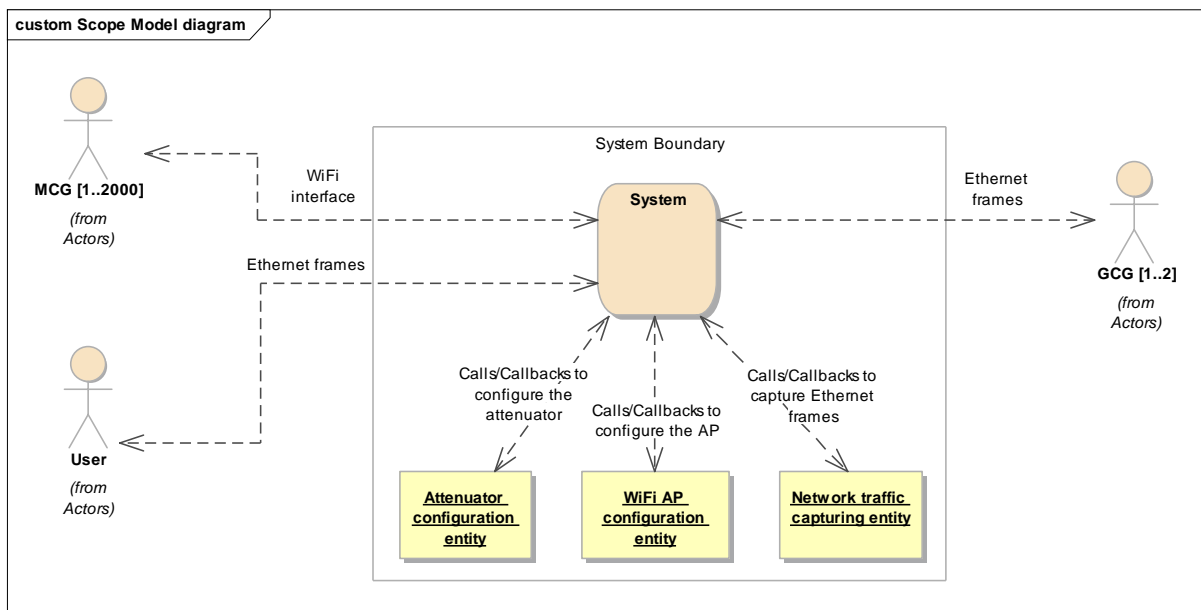 custom Scope Model diagram
MCG [1..2000]
(from
Actors)
WiFi
interface
System Boundary
System
Ethernet
frames
GCG [1..2]
(from
Actors)
Ethernet frames
User
(from
Actors)
Calls/Callbacks to
configure the
attenuator
Calls/Callbacks to
configure the AP
Calls/Callbacks to
capture Ethernet
frames
Attenuator
configuration
entity
WiFi AP
configuration
entity
Network traffic
capturing entity